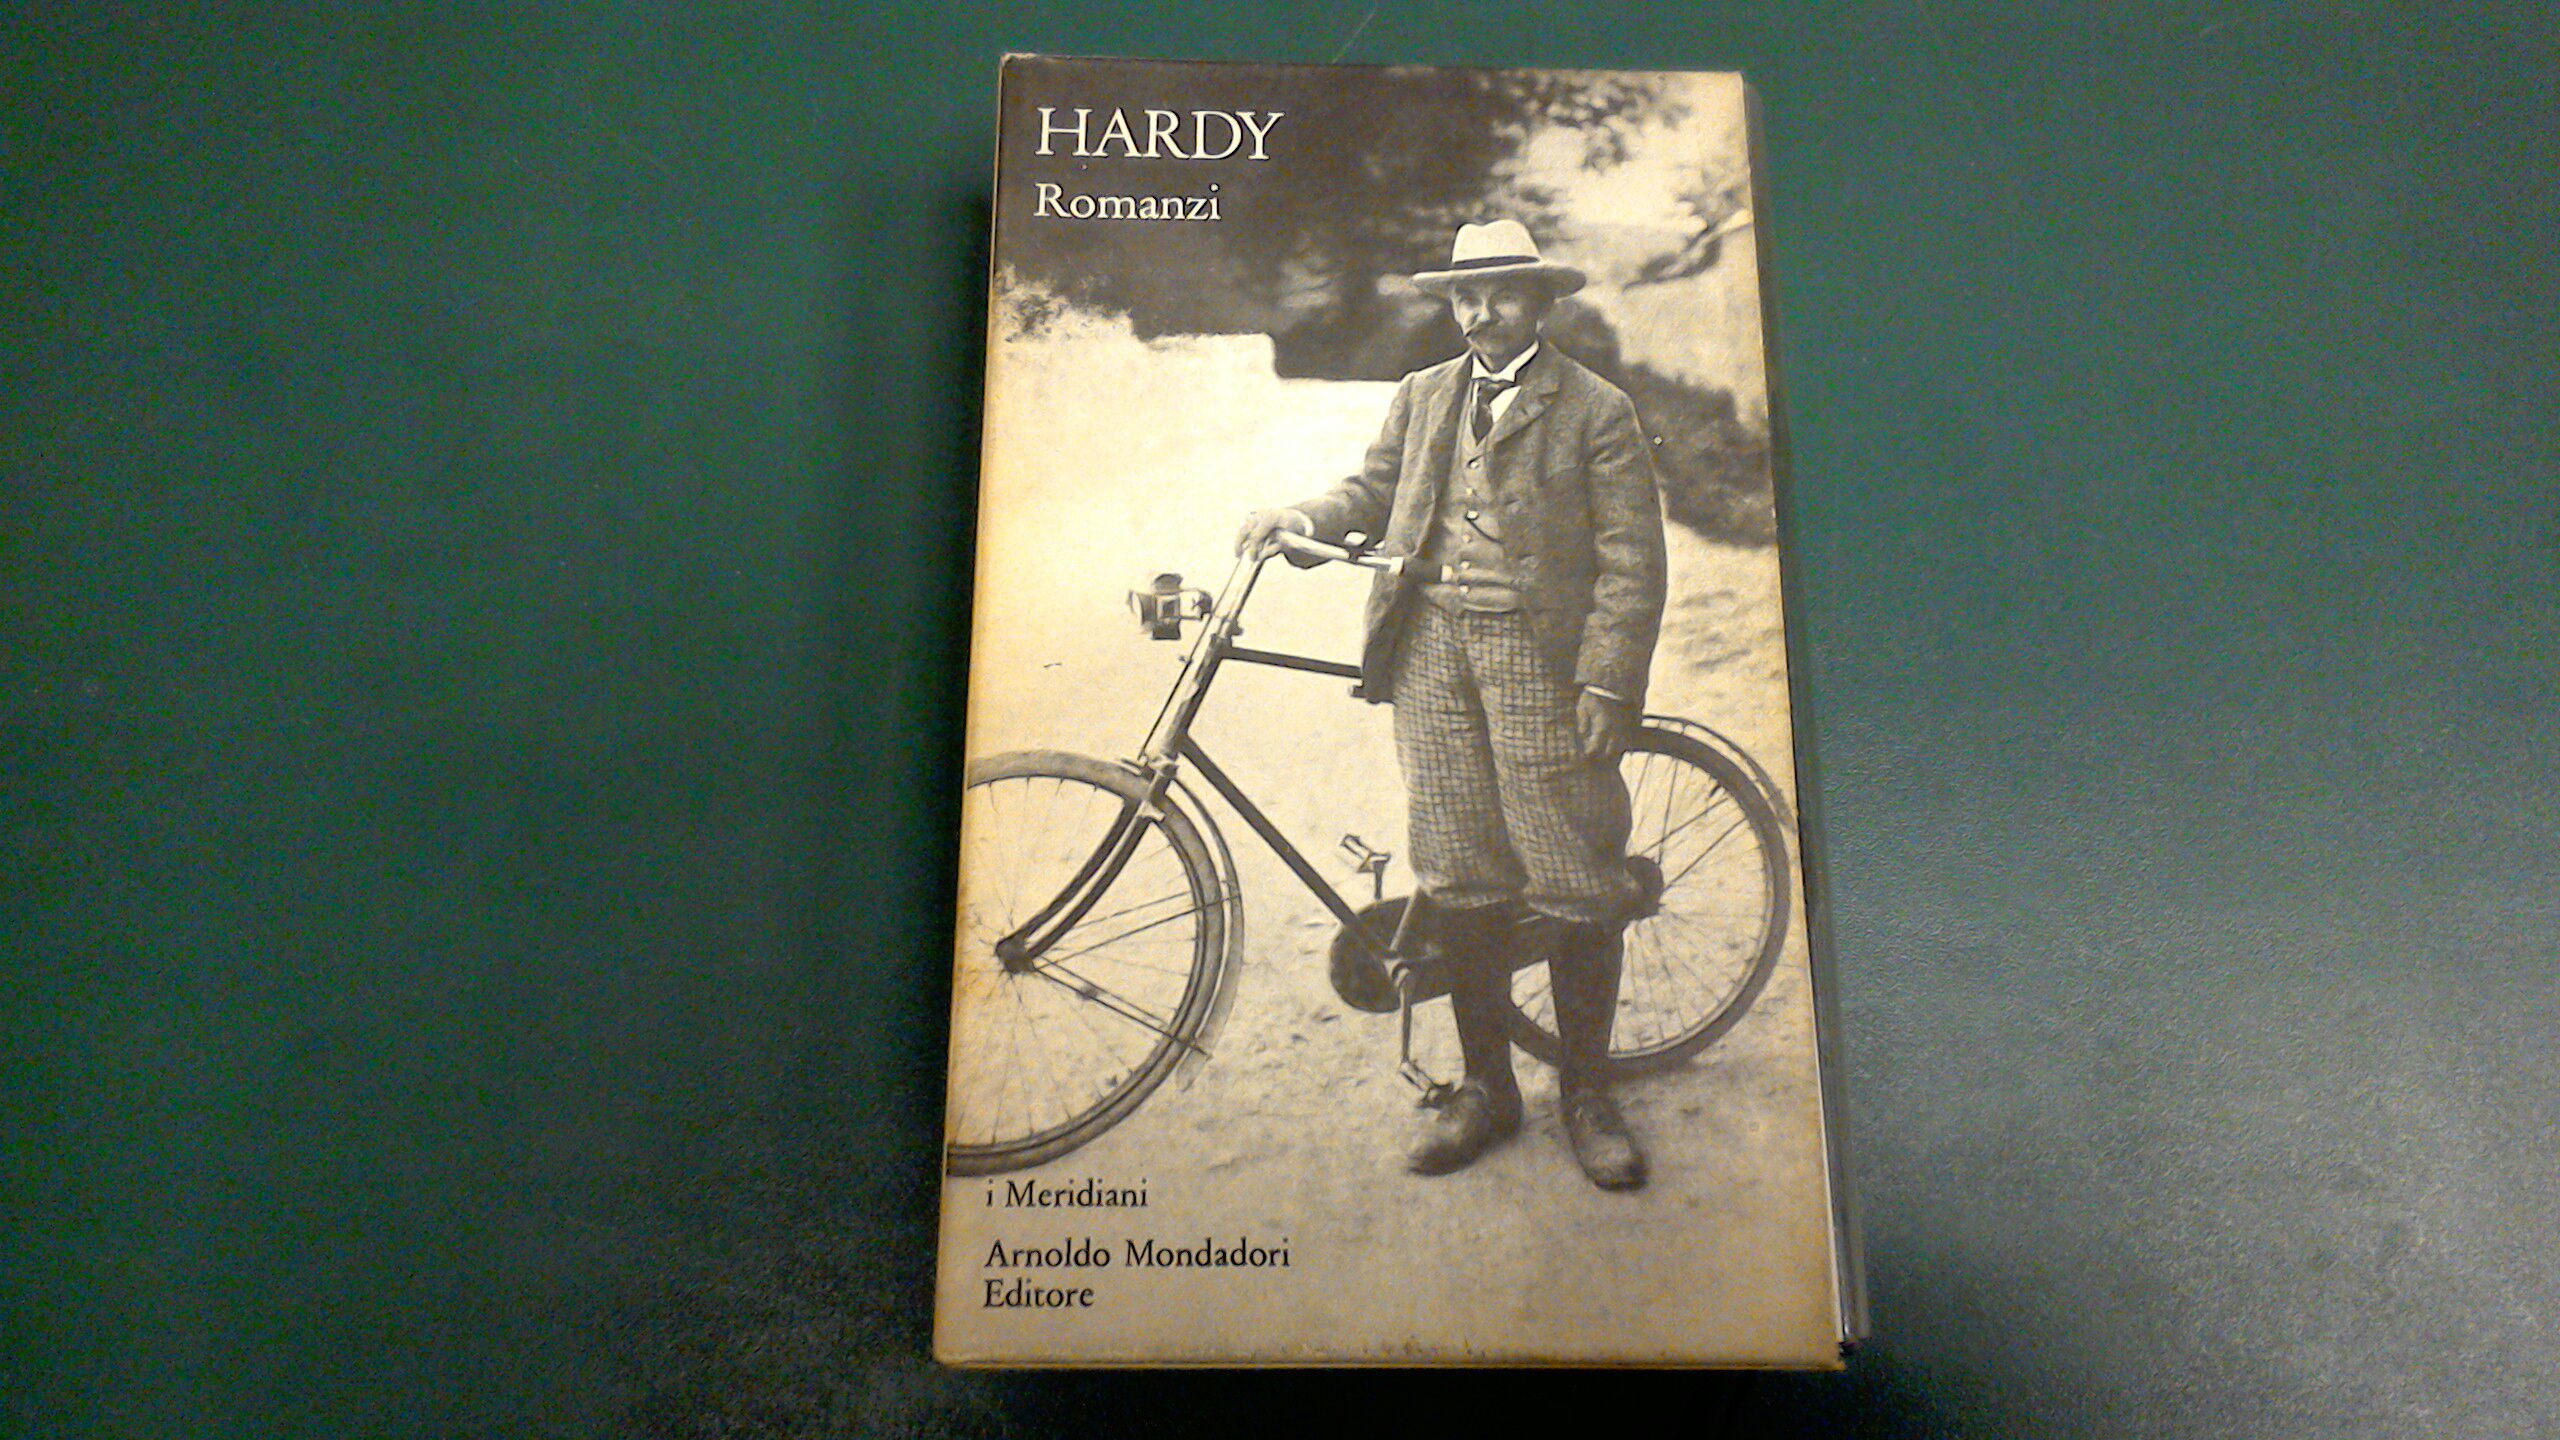 HARDY
Romanzi
i Meridiani
Arnoldo Mondadori
Editore